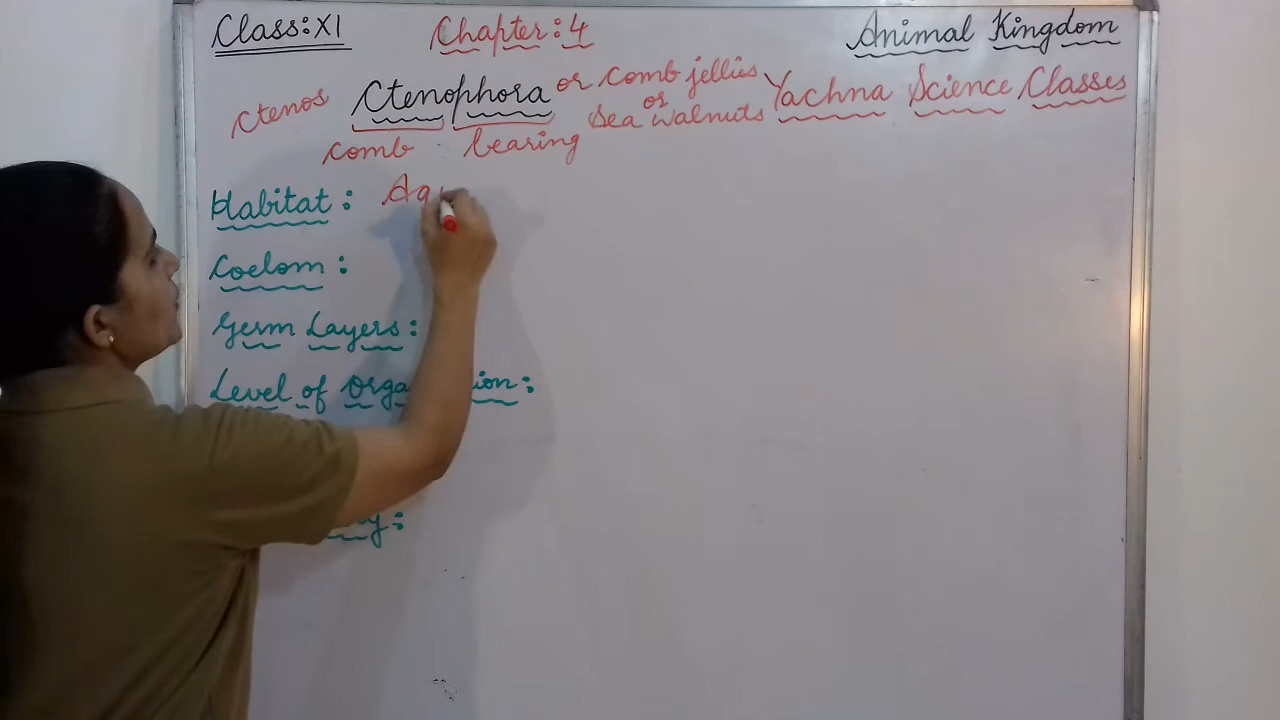 Class:XI Chapter:4 Animal Kingdom
Ctenos Ctenophora or Comb jellies Yachna Science Classes
or
Sea walnuts
comb bearing
Habitat:
Coelom:
Germ Layers:
Level of